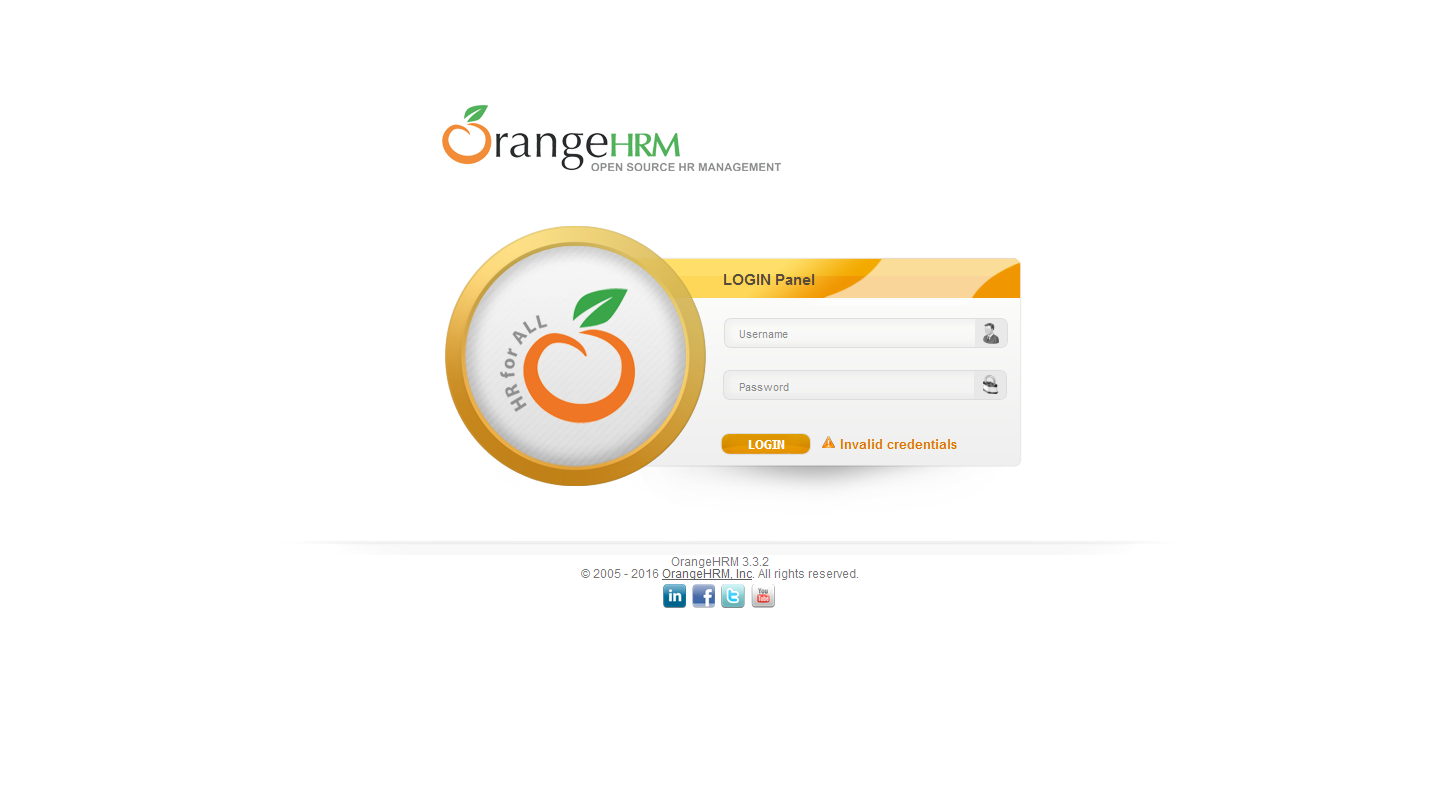 OrangeHRM
OPEN SOURCE HR MANAGEMENT
LOGIN Panel
HR for ALL
Username
Password
LOGIN
Invalid credentials
OrangeHRM 3.3.2
© 2005 - 2016 OrangeHRM, Inc. All rights reserved.
in f t You Tube